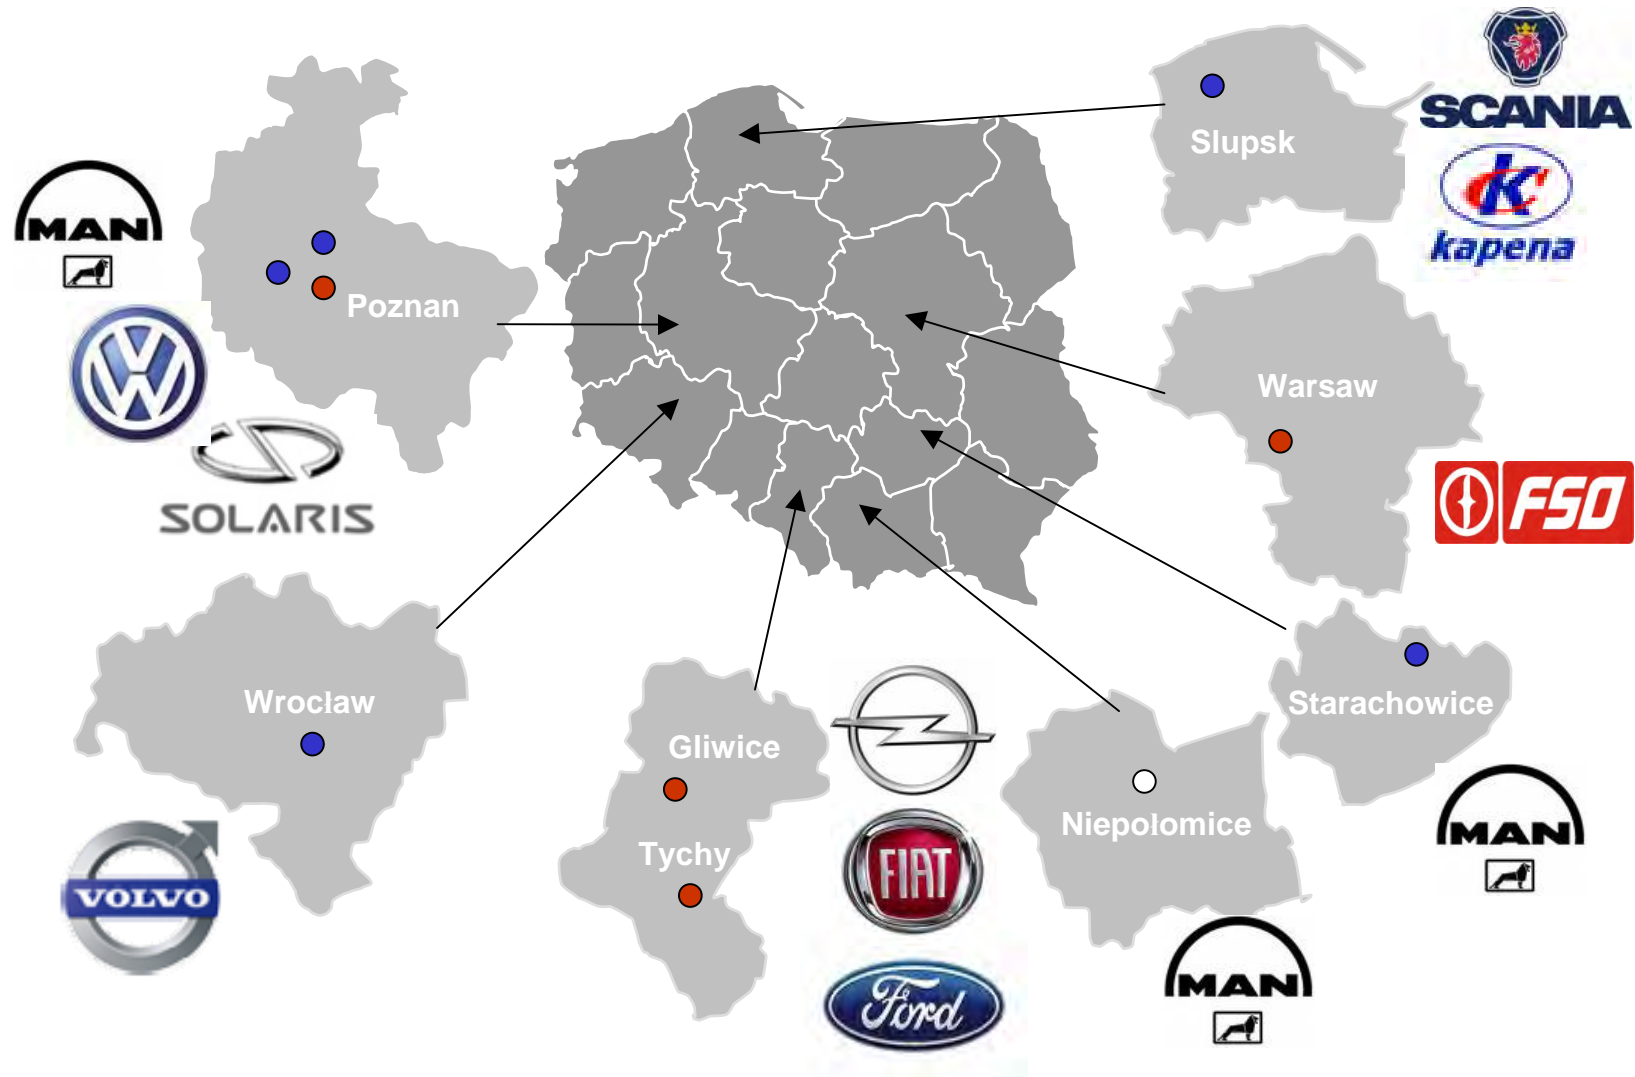 SCANIA
Slupsk
kapena
MAN
Poznan
SOLARIS
Warsaw
FSO
Wrocław
VOLVO
Gliwice
Tychy
FIAT
Ford
Niepołomice
MAN
Starachowice
MAN